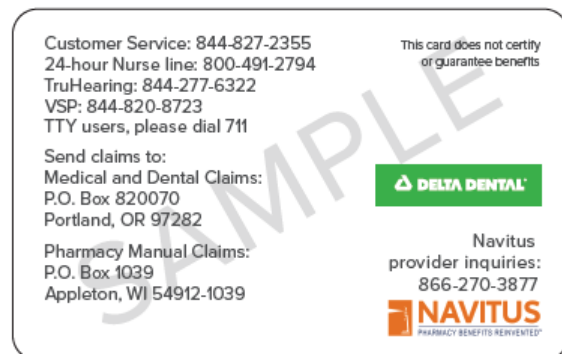 Customer Service: 844-827-2355
24-hour Nurse line: 800-491-2794
TruHearing: 844-277-6322
VSP: 844-820-8723
TTY users, please dial 711
Send claims to:
Medical and Dental Claims:
P.O. Box 820070
Portland, OR 97282
Pharmacy Manual Claims:
P.O. Box 1039
Appleton, WI 54912-1039
This card does not certify
or guarantee benefits
DELTA DENTAL
Navitus
provider inquiries:
866-270-3877
NAVITUS
PHARMACY BENEFITS REINVENTED
SAMPLE